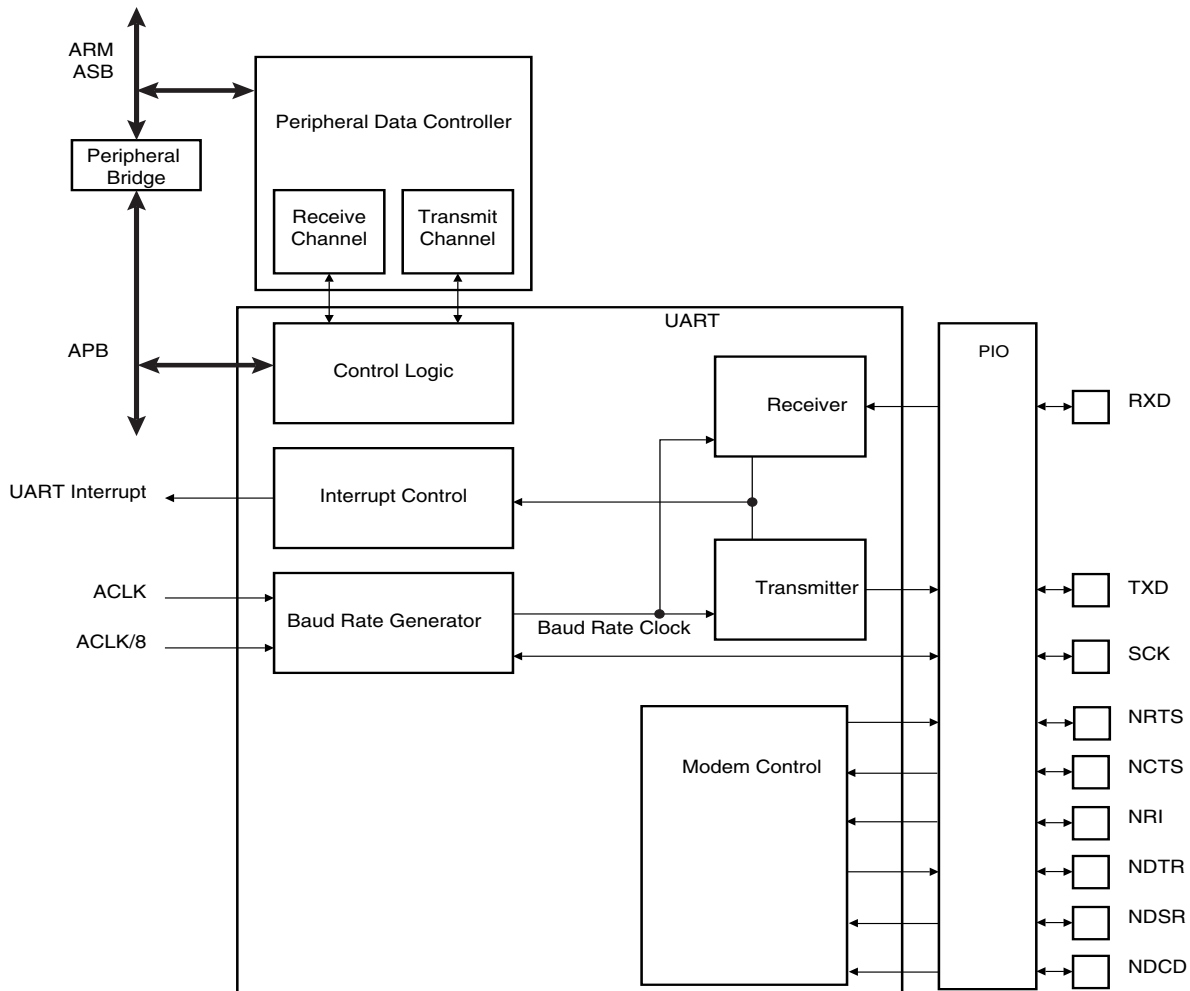 ARM
ASB
Peripheral Data Controller
Peripheral
Bridge
Receive
Channel
Transmit
Channel
UART
APB
Control Logic
Receiver
PIO
RXD
UART Interrupt
Interrupt Control
ACLK
ACLK/8
Baud Rate Generator
Baud Rate Clock
Transmitter
TXD
SCK
Modem Control
NRTS
NCTS
NRI
NDTR
NDSR
NDCD